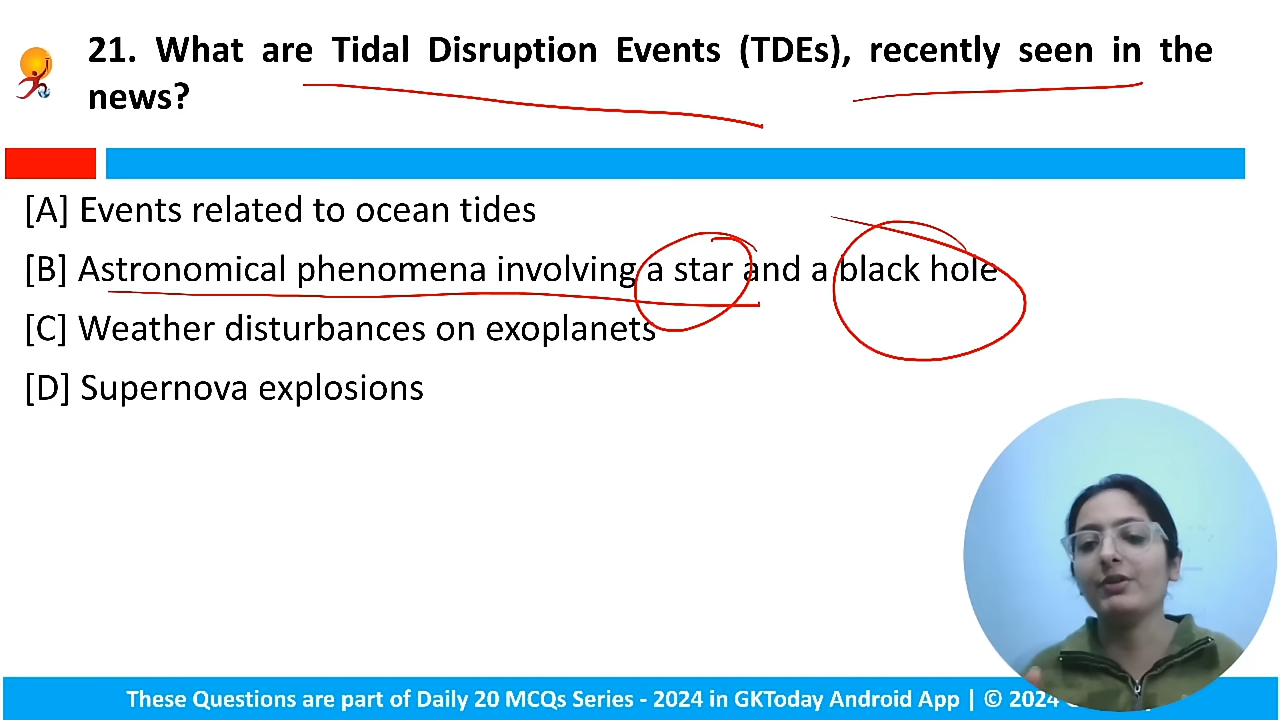 21. What are Tidal Disruption Events (TDEs), recently seen in the
news?
[A] Events related to ocean tides
[B] Astronomical phenomena involving a star and a black hole
[C] Weather disturbances on exoplanets
[D] Supernova explosions
These Questions are part of Daily 20 MCQs Series - 2024 in GKToday Android App | © 2024